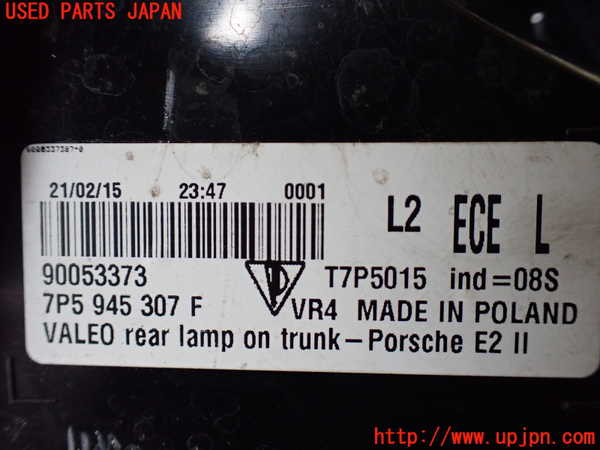 USED PARTS JAPAN
21/02/15 23:47 0001
L2 ECE L
90053373
T7P5015 ind=08S
7P5 945 307 F
VR4 MADE IN POLAND
VALEO rear lamp on trunk-Porsche E2 II
http://www.upjpn.com/